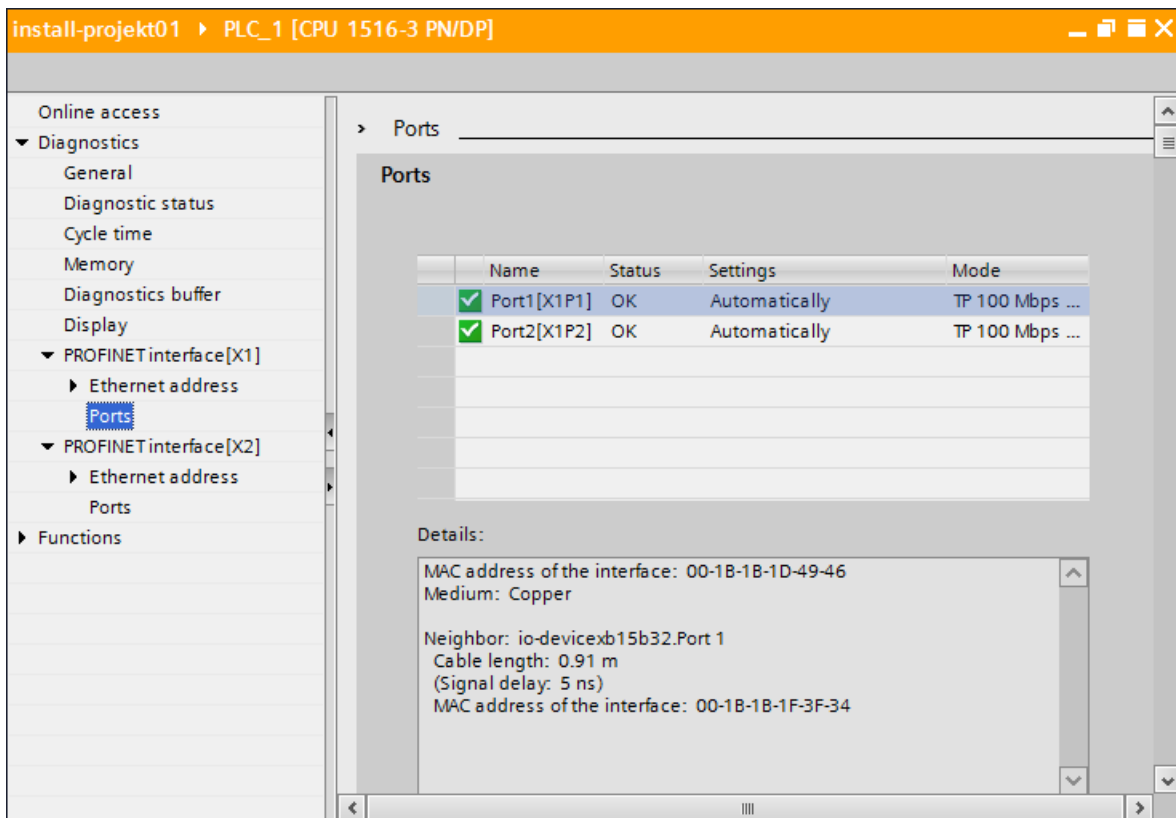 install-projekt01 ▸ PLC_1 [CPU 1516-3 PN/DP]
Online access
Diagnostics
General
Diagnostic status
Cycle time
Memory
Diagnostics buffer
Display
PROFINET interface[X1]
Ethernet address
Ports
PROFINET interface[X2]
Ethernet address
Ports
Functions
Ports
Ports
Name Status Settings Mode
Port1[X1P1] OK Automatically TP 100 Mbps ...
Port2[X1P2] OK Automatically TP 100 Mbps ...
Details:
MAC address of the interface: 00-1B-1B-1D-49-46
Medium: Copper
Neighbor: io-devicexb15b32.Port 1
Cable length: 0.91 m
(Signal delay: 5 ns)
MAC address of the interface: 00-1B-1B-1F-3F-34